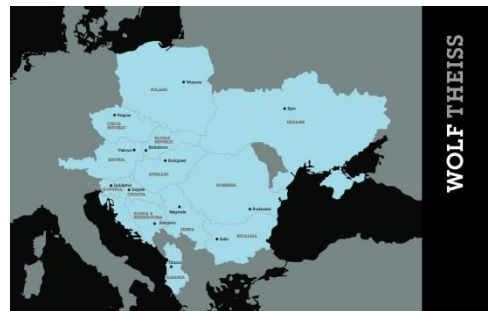 Warsaw
POLAND
Prague
CZECH
REPUBLIC
Kyiv
UKRAINE
SLOVAK
REPUBLIC
Bratislava
Vienna
AUSTRIA
Budapest
HUNGARY
Ljubljana
SLOVENIA
Zagreb
CROATIA
ROMANIA
Bucharest
BOSNIA &
HERZEGOVINA
Sarajevo
Belgrade
SERBIA
Sofia
BULGARIA
Tirana
ALBANIA
WOLF THEISS